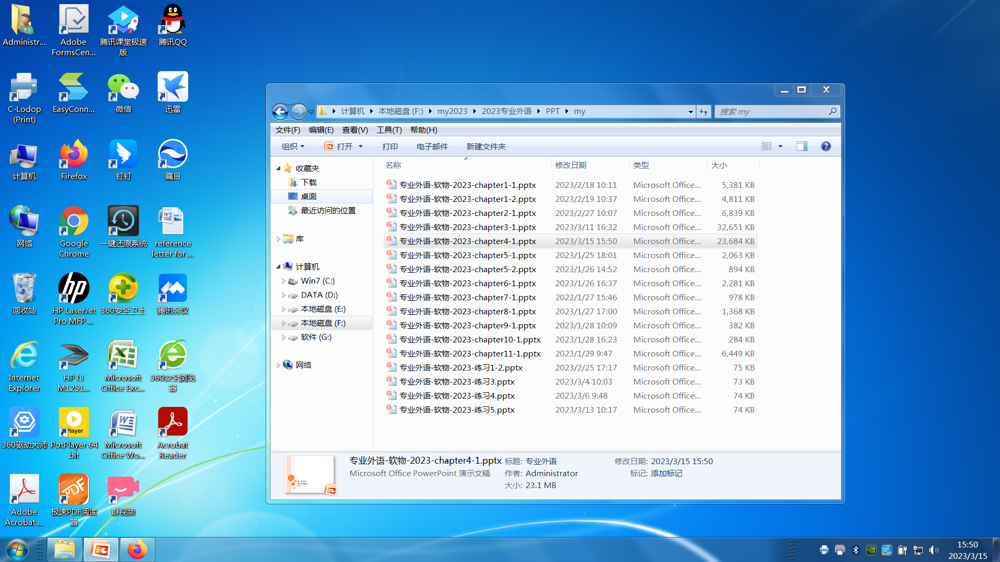 Administr...
Adobe
FormsCen...
腾讯课堂极速
版
腾讯QQ
C-Lodop
(Print)
EasyConn...
微信
迅雷
计算机
Firefox
钉钉
瞩目
网络
Google
Chrome
一键还原系统
reference
letter for ...
回收站
HP LaserJet
Pro MFP ...
360安全卫士
腾讯会议
Internet
Explorer
HP LJ
M1251...
Microsoft
Office Exc...
360安全浏览
器
360驱动大师
Player
PotPlayer 64
bit
Microsoft
Office Wo...
Acrobat
Reader
Adobe
Acrobat ...
PDF
极速PDF阅读
器
群视频
计算机 本地磁盘 (F:) my2023 2023专业外语 PPT my
搜索 my
文件(F) 编辑(E) 查看(V) 工具(T) 帮助(H)
组织 打开 打印 电子邮件 新建文件夹
收藏夹
下载
桌面
最近访问的位置
库
计算机
Win7 (C:)
DATA (D:)
本地磁盘 (E:)
本地磁盘 (F:)
软件 (G:)
网络
名称 修改日期 类型 大小
专业外语-软物-2023-chapter1-1.pptx 2023/2/18 10:11 Microsoft Office... 5,381 KB
专业外语-软物-2023-chapter1-2.pptx 2023/2/19 10:37 Microsoft Office... 4,811 KB
专业外语-软物-2023-chapter2-1.pptx 2023/2/27 10:07 Microsoft Office... 6,839 KB
专业外语-软物-2023-chapter3-1.pptx 2023/3/11 16:32 Microsoft Office... 32,651 KB
专业外语-软物-2023-chapter4-1.pptx 2023/3/15 15:50 Microsoft Office... 23,684 KB
专业外语-软物-2023-chapter5-1.pptx 2023/1/25 18:01 Microsoft Office... 2,063 KB
专业外语-软物-2023-chapter5-2.pptx 2023/1/26 14:52 Microsoft Office... 894 KB
专业外语-软物-2023-chapter6-1.pptx 2023/1/26 16:37 Microsoft Office... 2,281 KB
专业外语-软物-2023-chapter7-1.pptx 2023/1/27 15:46 Microsoft Office... 978 KB
专业外语-软物-2023-chapter8-1.pptx 2023/1/27 17:00 Microsoft Office... 1,368 KB
专业外语-软物-2023-chapter9-1.pptx 2023/1/28 10:09 Microsoft Office... 382 KB
专业外语-软物-2023-chapter10-1.pptx 2023/1/28 16:23 Microsoft Office... 284 KB
专业外语-软物-2023-chapter11-1.pptx 2023/1/29 9:47 Microsoft Office... 6,449 KB
专业外语-软物-2023-练习1-2.pptx 2023/2/25 17:17 Microsoft Office... 75 KB
专业外语-软物-2023-练习3.pptx 2023/3/4 10:03 Microsoft Office... 73 KB
专业外语-软物-2023-练习4.pptx 2023/3/6 9:48 Microsoft Office... 74 KB
专业外语-软物-2023-练习5.pptx 2023/3/13 10:17 Microsoft Office... 74 KB
专业外语-软物-2023-chapter4-1.pptx 标题: 专业外语 修改日期: 2023/3/15 15:50
Microsoft Office PowerPoint 演示文稿 作者: Administrator 标记: 添加标记
大小: 23.1 MB
15:50
2023/3/15